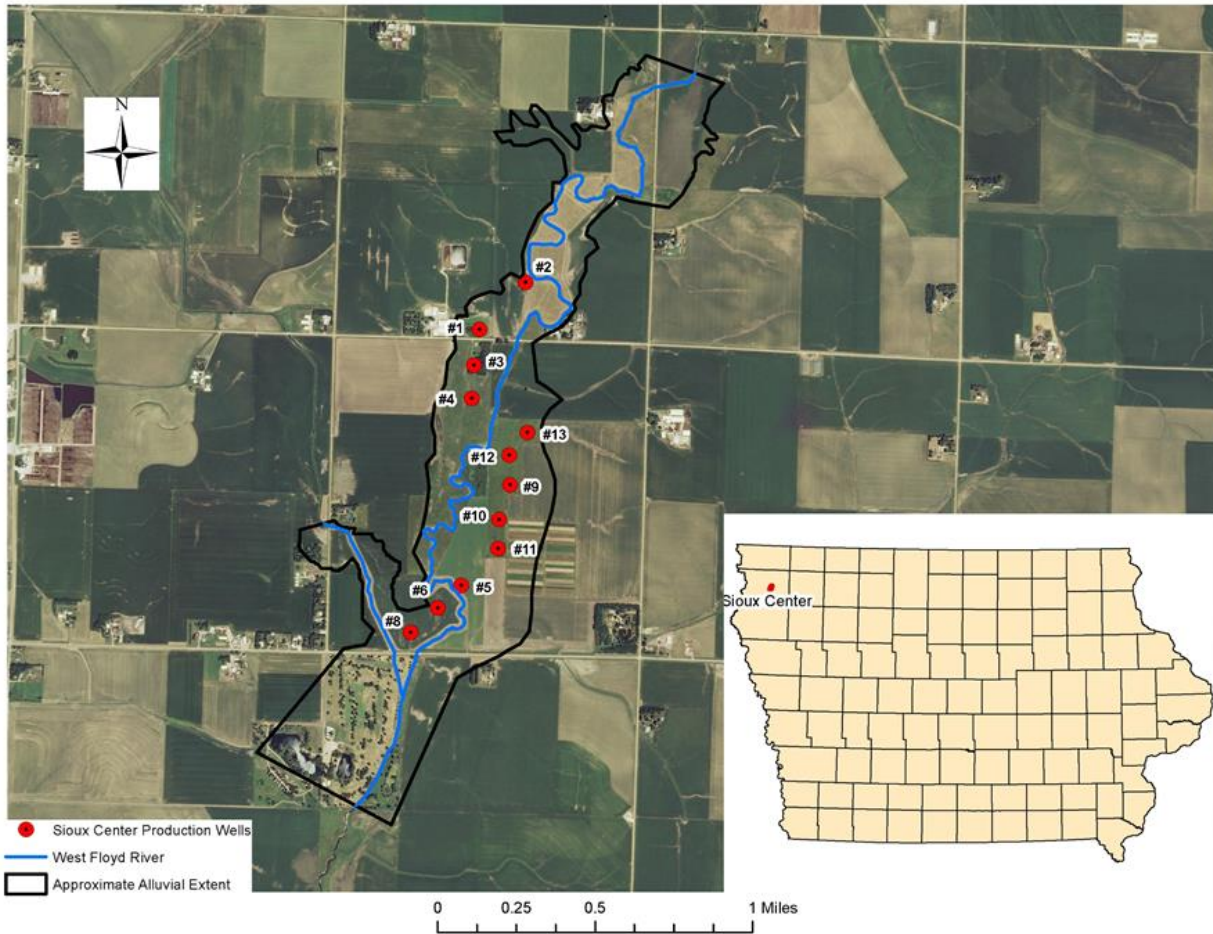 N
#2
#1
#3
#4
#13
#12
#9
#10
#11
#6
#5
#8
Sioux Center
Sioux Center Production Wells
West Floyd River
Approximate Alluvial Extent
0 0.25 0.5 1 Miles